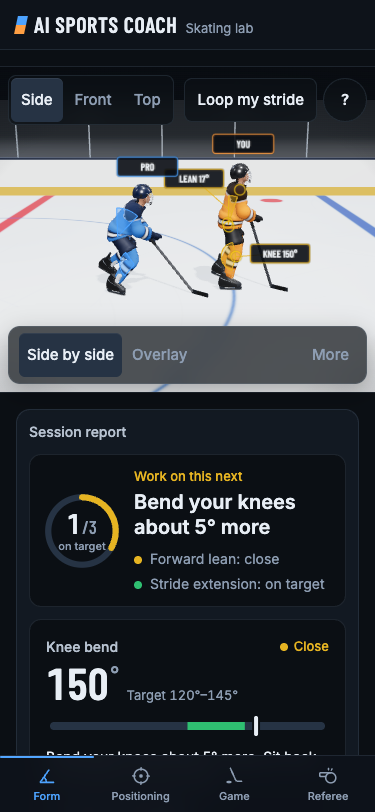 AI SPORTS COACH Skating lab
Side Front Top Loop my stride ?
YOU
PRO
LEAN 17°
KNEE 150°
Side by side Overlay More
Session report
Work on this next
Bend your knees
about 5° more
1/3
on target
Forward lean: close
Stride extension: on target
Knee bend Close
150° Target 120°–145°
Bend your knees about 5° more. Sit back
Form Positioning Game Referee